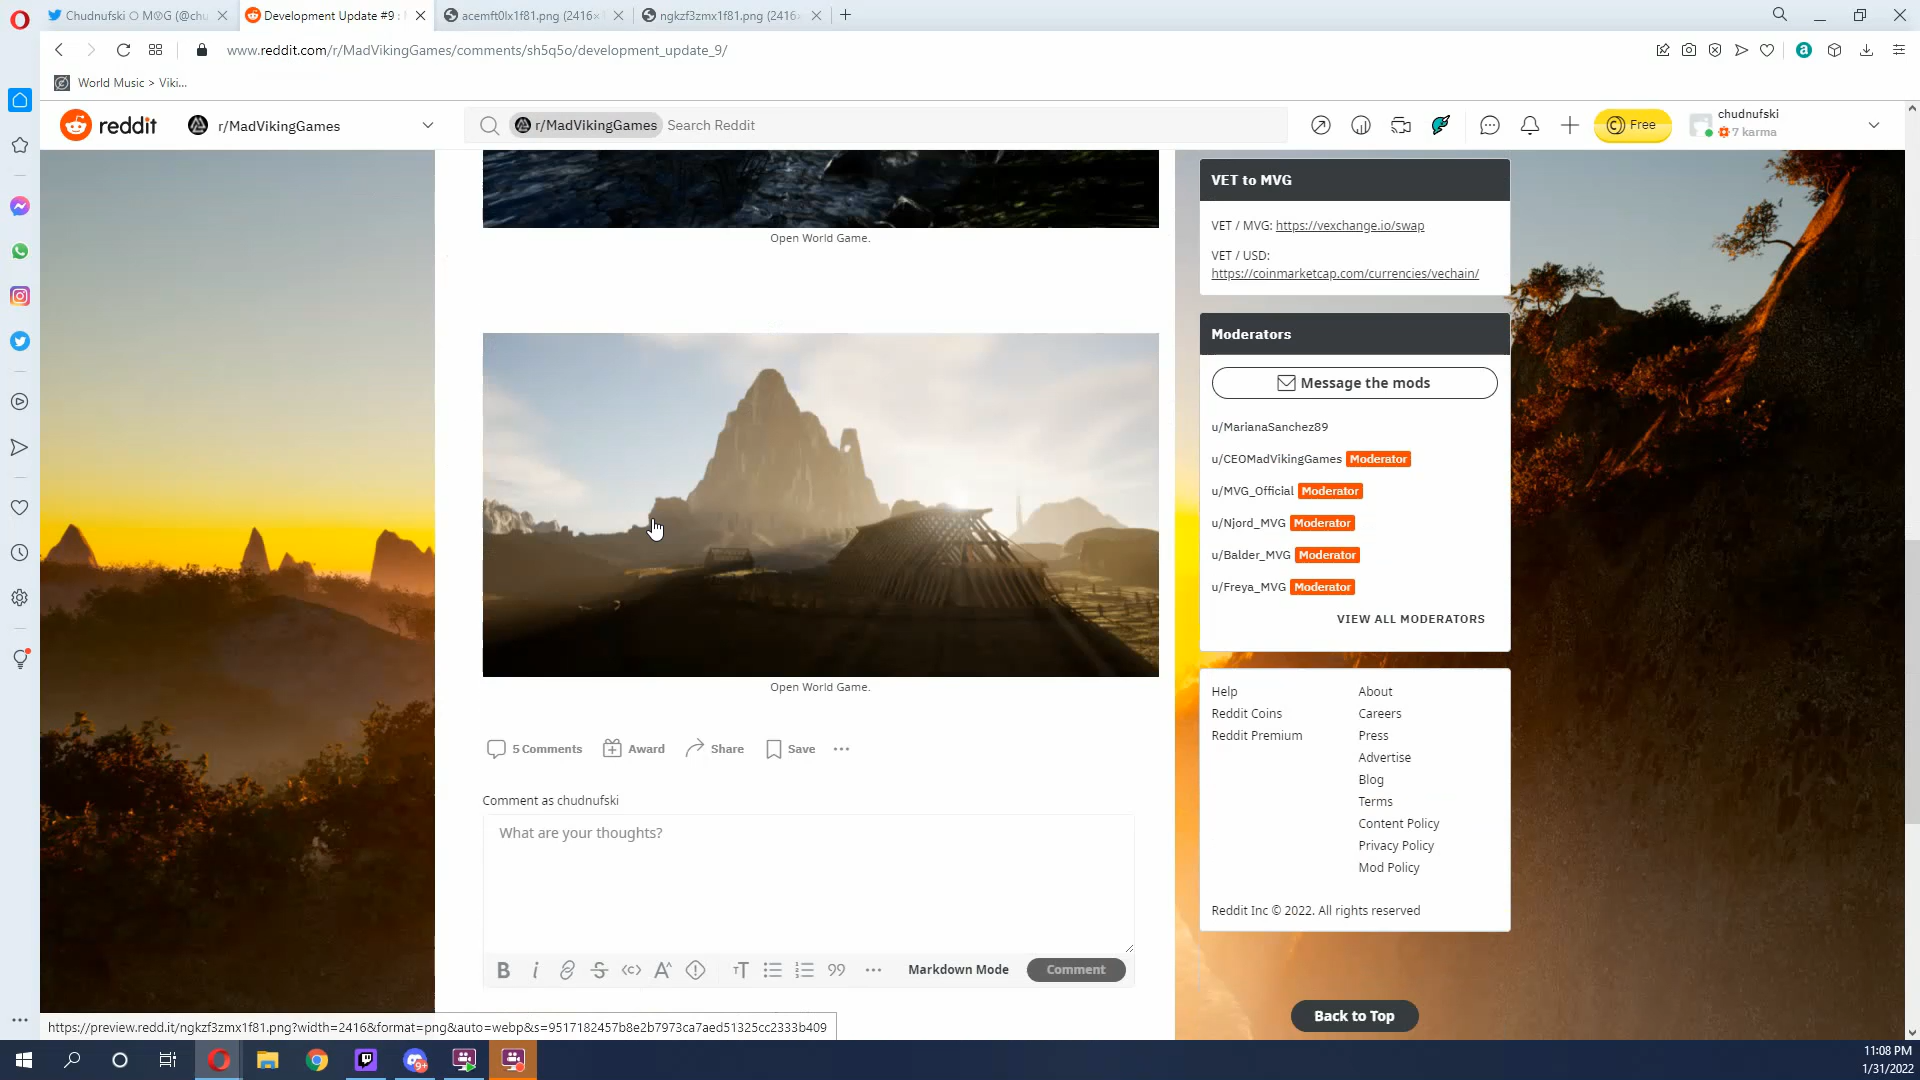 Chudnufski ⵔ MⓋG (@chu
Development Update #9 :
acemft0lx1f81.png (2416×
ngkzf3zmx1f81.png (2416
www.reddit.com/r/MadVikingGames/comments/sh5q5o/development_update_9/
World Music > Viki...
reddit
r/MadVikingGames
r/MadVikingGames
Search Reddit
Free
chudnufski
7 karma
Open World Game.
Open World Game.
5 Comments
Award
Share
Save
Comment as chudnufski
What are your thoughts?
Markdown Mode
Comment
VET to MVG
VET / MVG: https://vexchange.io/swap
VET / USD:
https://coinmarketcap.com/currencies/vechain/
Moderators
Message the mods
u/MarianaSanchez89
u/CEOMadVikingGames Moderator
u/MVG_Official Moderator
u/Njord_MVG Moderator
u/Balder_MVG Moderator
u/Freya_MVG Moderator
VIEW ALL MODERATORS
Help
Reddit Coins
Reddit Premium
About
Careers
Press
Advertise
Blog
Terms
Content Policy
Privacy Policy
Mod Policy
Reddit Inc © 2022. All rights reserved
Back to Top
https://preview.redd.it/ngkzf3zmx1f81.png?width=2416&format=png&auto=webp&s=9517182457b8e2b7973ca7aed51325cc2333b409
9+
11:08 PM
1/31/2022